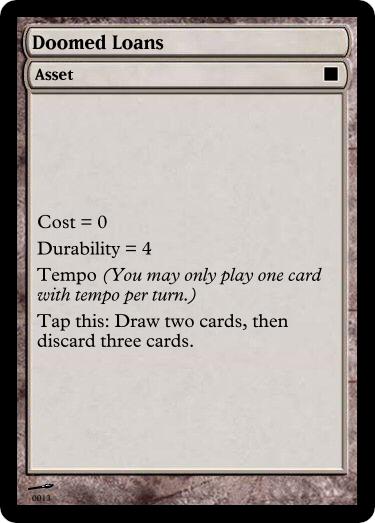 Doomed Loans
Asset
Cost = 0
Durability = 4
Tempo (You may only play one card
with tempo per turn.)
Tap this: Draw two cards, then
discard three cards.
0013